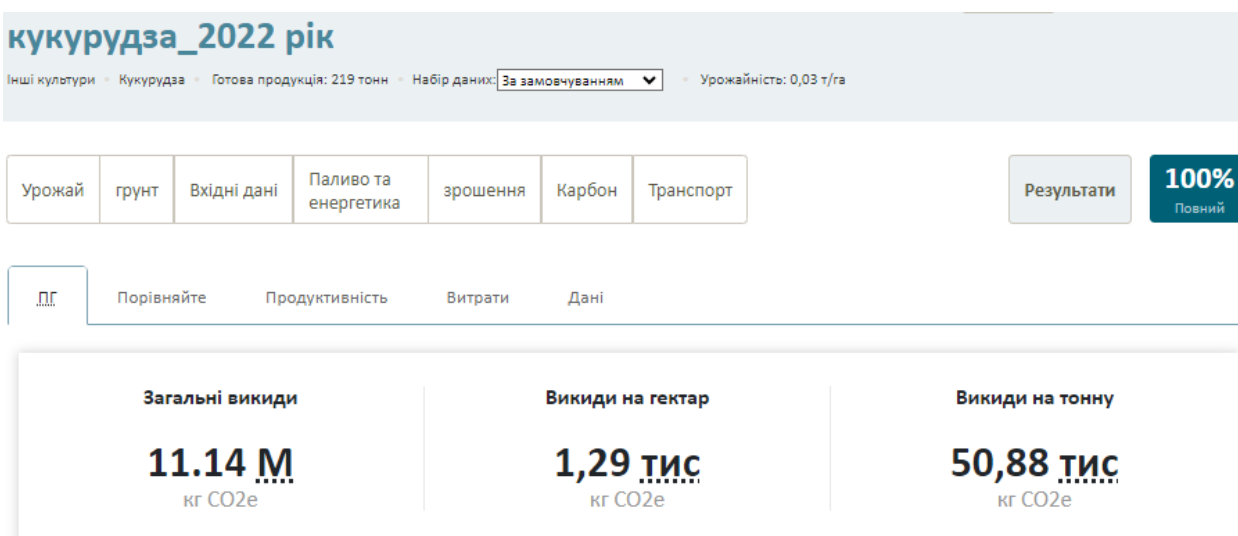 кукурудза_2022 рік
Інші культури Кукурудза Готова продукція: 219 тонн Набір даних: За замовчуванням Урожайність: 0,03 т/га
Урожай грунт Вхідні дані Паливо та енергетика зрошення Карбон Транспорт Результати 100% Повний
ПГ Порівняйте Продуктивність Витрати Дані
Загальні викиди Викиди на гектар Викиди на тонну
11.14 М 1,29 тис 50,88 тис
кг CO2e кг CO2e кг CO2e